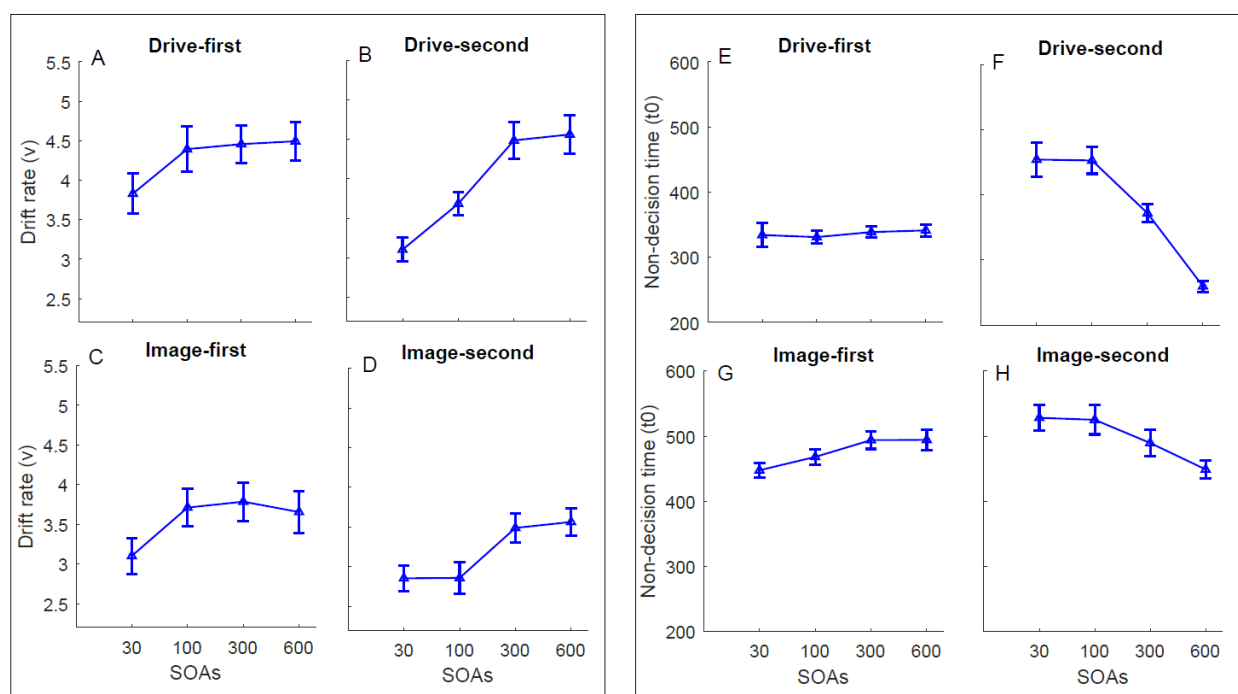 A Drive-first
B Drive-second
5.5
5
4.5
4
3.5
3
2.5
Drift rate (v)
C Image-first
D Image-second
5.5
5
4.5
4
3.5
3
2.5
Drift rate (v)
30 100 300 600
SOAs
30 100 300 600
SOAs
E Drive-first
F Drive-second
600
500
400
300
200
Non-decision time (t0)
G Image-first
H Image-second
600
500
400
300
200
Non-decision time (t0)
30 100 300 600
SOAs
30 100 300 600
SOAs